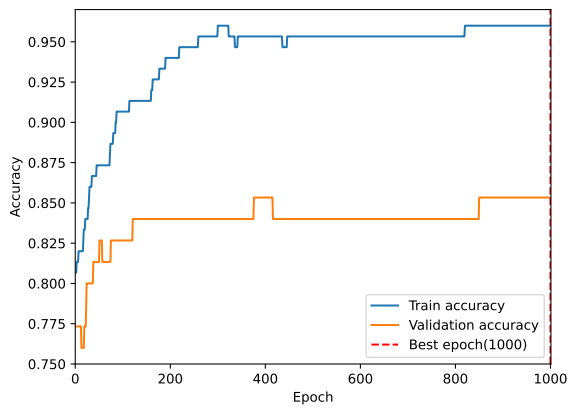 0.950
0.925
0.900
0.875
0.850
0.825
0.800
0.775
0.750
Accuracy
0 200 400 600 800 1000
Epoch
Train accuracy
Validation accuracy
Best epoch(1000)